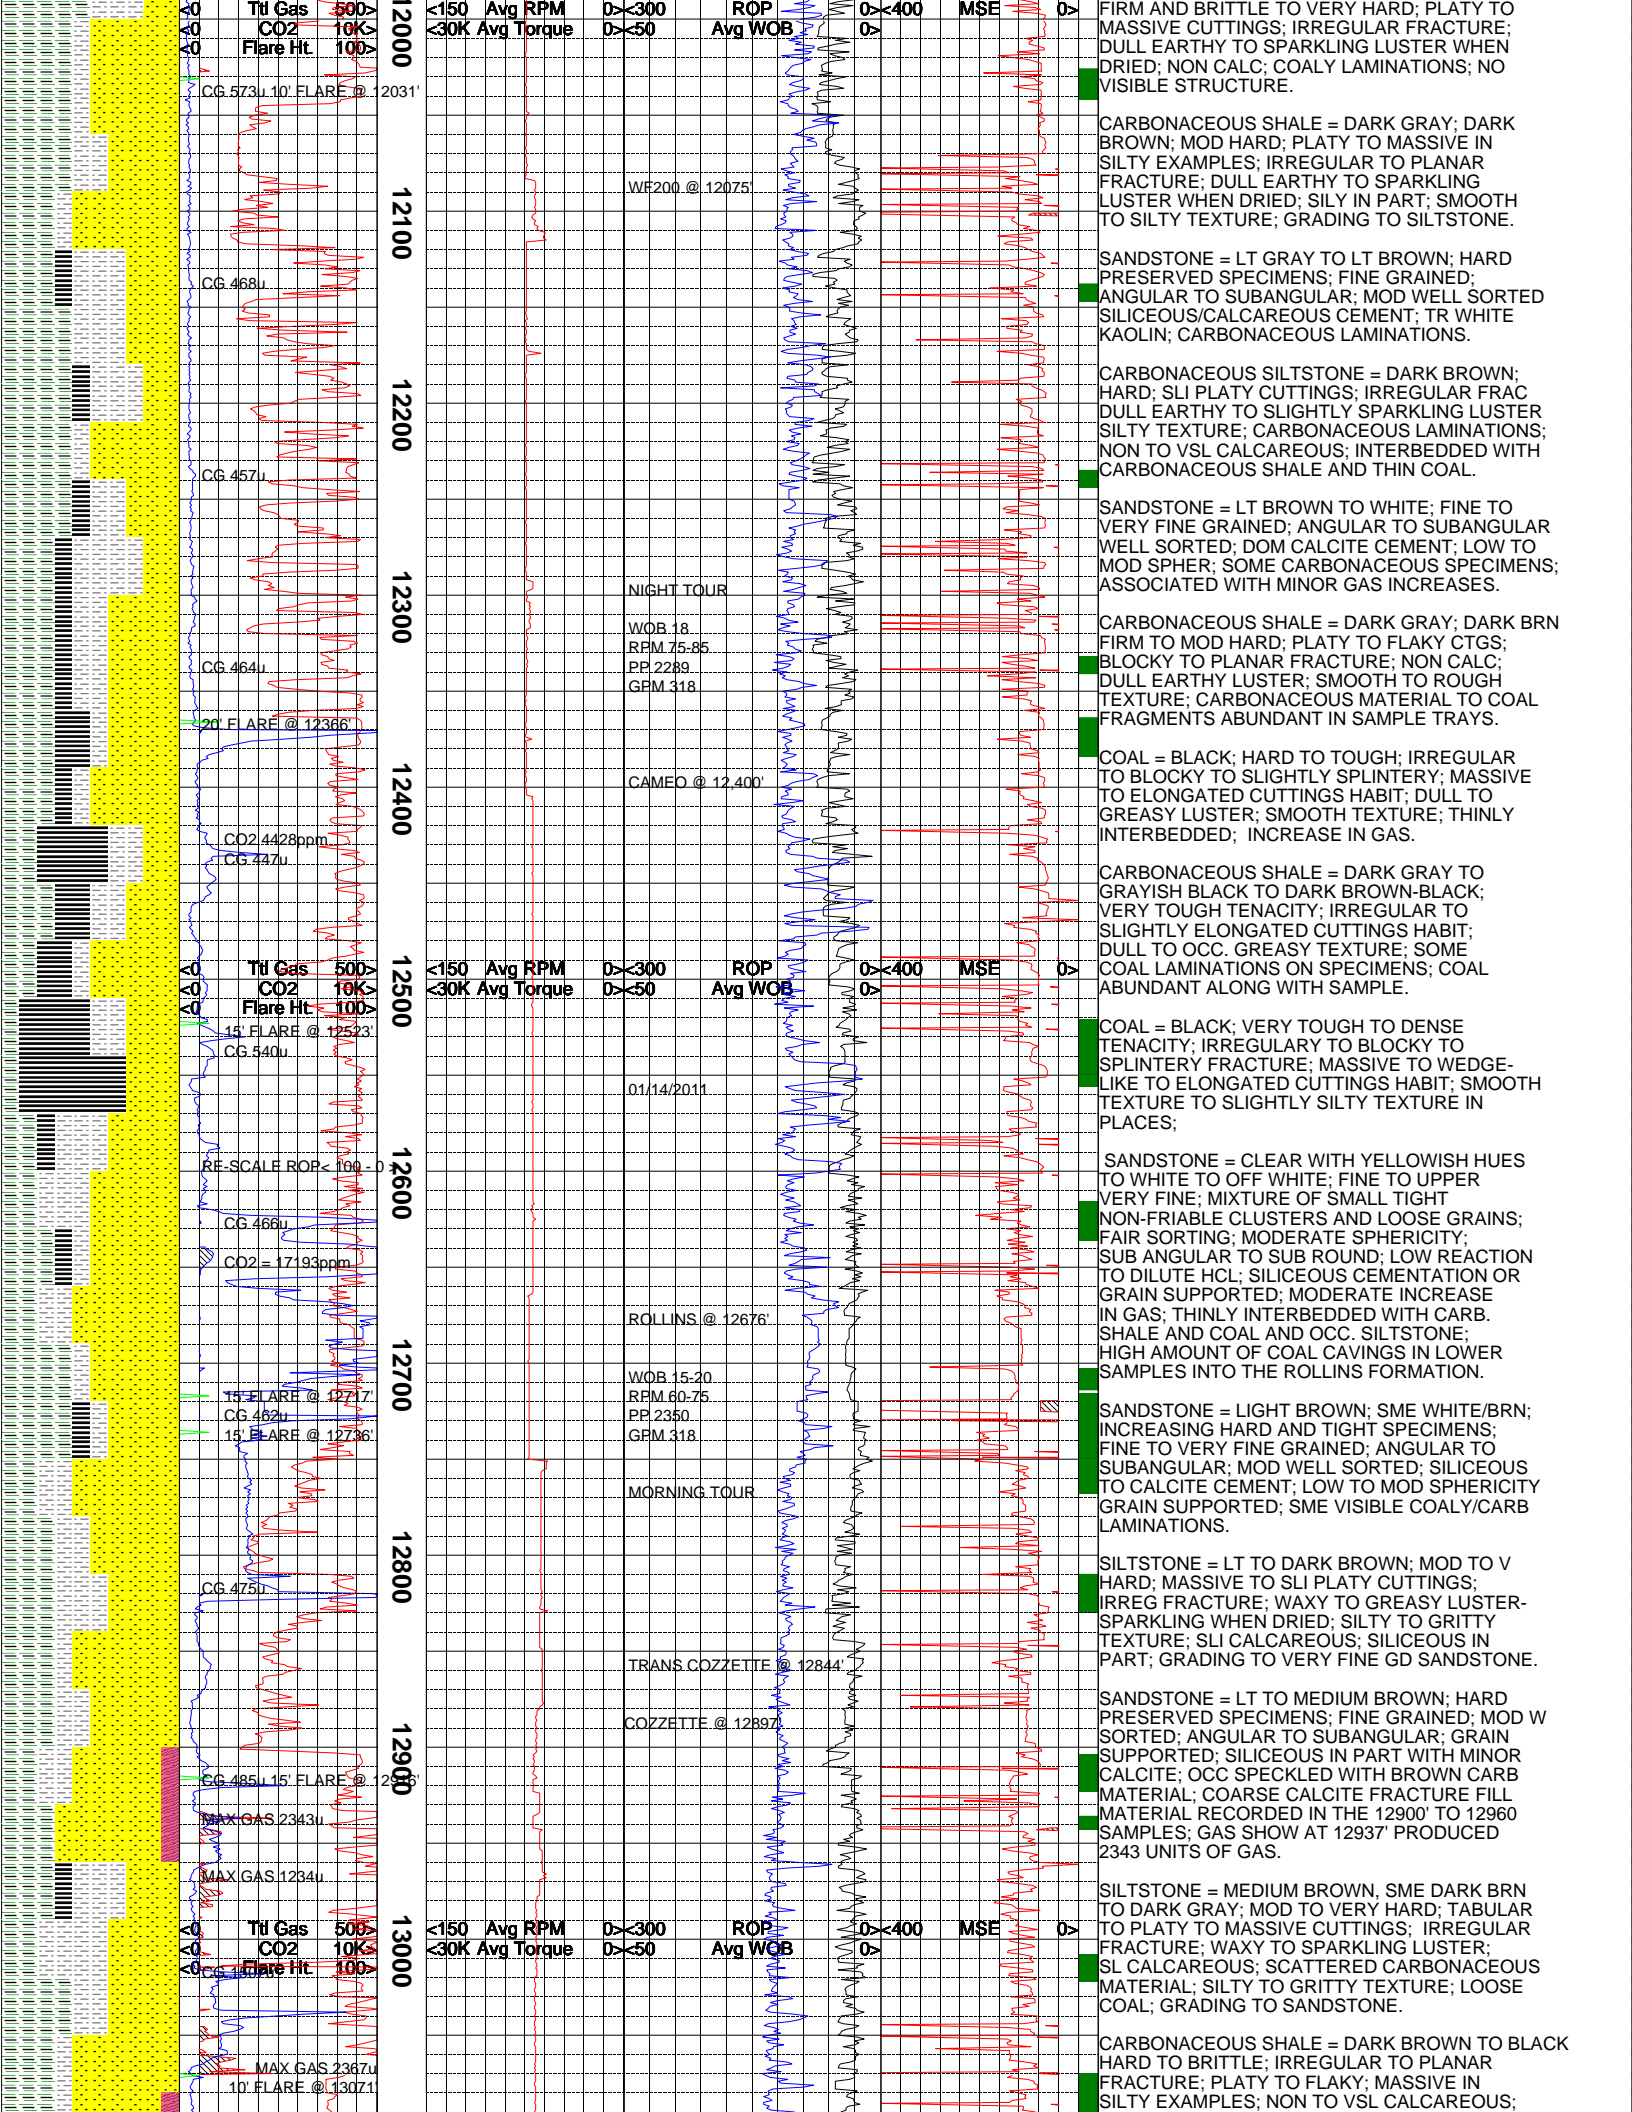 <0 Ttl Gas 500>
<0 CO2 10K>
<0 Flare Ht. 100>
12000
<150 Avg RPM 0>
<30K Avg Torque 0>
<300 ROP 0>
<50 Avg WOB 0>
<400 MSE 0>
CG 573u 10' FLARE @ 12031'
WF200 @ 12075'
12100
CG 468u
12200
CG 457u
NIGHT TOUR
12300
WOB 18
RPM 75-85
PP 2289
GPM 318
CG 464u
20' FLARE @ 12366'
CAMEO @ 12,400'
12400
CO2 4428ppm
CG 447u
<0 Ttl Gas 500>
<0 CO2 10K>
<0 Flare Ht. 100>
12500
<150 Avg RPM 0>
<30K Avg Torque 0>
<300 ROP 0>
<50 Avg WOB 0>
<400 MSE 0>
15' FLARE @ 12523'
CG 540u
01/14/2011
RE-SCALE ROP< 100 - 0 >
12600
CG 466u
CO2 = 17193ppm
ROLLINS @ 12676'
12700
WOB 15-20
RPM 60-75
PP 2350
GPM 318
15' FLARE @ 12717'
CG 462u
15' FLARE @ 12736'
MORNING TOUR
12800
CG 475u
TRANS COZZETTE @ 12844'
COZZETTE @ 12897'
12900
CG 485u 15' FLARE @
MAX GAS 2343u
MAX GAS 1234u
<0 Ttl Gas 500>
<0 CO2 10K>
<0 Flare Ht. 100>
13000
<150 Avg RPM 0>
<30K Avg Torque 0>
<300 ROP 0>
<50 Avg WOB 0>
<400 MSE 0>
CG
MAX GAS 2367u
10' FLARE @ 13071'
FIRM AND BRITTLE TO VERY HARD; PLATY TO
MASSIVE CUTTINGS; IRREGULAR FRACTURE;
DULL EARTHY TO SPARKLING LUSTER WHEN
DRIED; NON CALC; COALY LAMINATIONS; NO
VISIBLE STRUCTURE.
CARBONACEOUS SHALE = DARK GRAY; DARK
BROWN; MOD HARD; PLATY TO MASSIVE IN
SILTY EXAMPLES; IRREGULAR TO PLANAR
FRACTURE; DULL EARTHY TO SPARKLING
LUSTER WHEN DRIED; SILY IN PART; SMOOTH
TO SILTY TEXTURE; GRADING TO SILTSTONE.
SANDSTONE = LT GRAY TO LT BROWN; HARD
PRESERVED SPECIMENS; FINE GRAINED;
ANGULAR TO SUBANGULAR; MOD WELL SORTED
SILICEOUS/CALCAREOUS CEMENT; TR WHITE
KAOLIN; CARBONACEOUS LAMINATIONS.
CARBONACEOUS SILTSTONE = DARK BROWN;
HARD; SLI PLATY CUTTINGS; IRREGULAR FRAC
DULL EARTHY TO SLIGHTLY SPARKLING LUSTER
SILTY TEXTURE; CARBONACEOUS LAMINATIONS;
NON TO VSL CALCAREOUS; INTERBEDDED WITH
CARBONACEOUS SHALE AND THIN COAL.
SANDSTONE = LT BROWN TO WHITE; FINE TO
VERY FINE GRAINED; ANGULAR TO SUBANGULAR
WELL SORTED; DOM CALCITE CEMENT; LOW TO
MOD SPHER; SOME CARBONACEOUS SPECIMENS;
ASSOCIATED WITH MINOR GAS INCREASES.
CARBONACEOUS SHALE = DARK GRAY; DARK BRN
FIRM TO MOD HARD; PLATY TO FLAKY CTGS;
BLOCKY TO PLANAR FRACTURE; NON CALC;
DULL EARTHY LUSTER; SMOOTH TO ROUGH
TEXTURE; CARBONACEOUS MATERIAL TO COAL
FRAGMENTS ABUNDANT IN SAMPLE TRAYS.
COAL = BLACK; HARD TO TOUGH; IRREGULAR
TO BLOCKY TO SLIGHTLY SPLINTERY; MASSIVE
TO ELONGATED CUTTINGS HABIT; DULL TO
GREASY LUSTER; SMOOTH TEXTURE; THINLY
INTERBEDDED; INCREASE IN GAS.
CARBONACEOUS SHALE = DARK GRAY TO
GRAYISH BLACK TO DARK BROWN-BLACK;
VERY TOUGH TENACITY; IRREGULAR TO
SLIGHTLY ELONGATED CUTTINGS HABIT;
DULL TO OCC. GREASY TEXTURE; SOME
COAL LAMINATIONS ON SPECIMENS; COAL
ABUNDANT ALONG WITH SAMPLE.
COAL = BLACK; VERY TOUGH TO DENSE
TENACITY; IRREGULARY TO BLOCKY TO
SPLINTERY FRACTURE; MASSIVE TO WEDGE-
LIKE TO ELONGATED CUTTINGS HABIT; SMOOTH
TEXTURE TO SLIGHTLY SILTY TEXTURE IN
PLACES;
SANDSTONE = CLEAR WITH YELLOWISH HUES
TO WHITE TO OFF WHITE; FINE TO UPPER
VERY FINE; MIXTURE OF SMALL TIGHT
NON-FRIABLE CLUSTERS AND LOOSE GRAINS;
FAIR SORTING; MODERATE SPHERICITY;
SUB ANGULAR TO SUB ROUND; LOW REACTION
TO DILUTE HCL; SILICEOUS CEMENTATION OR
GRAIN SUPPORTED; MODERATE INCREASE
IN GAS; THINLY INTERBEDDED WITH CARB.
SHALE AND COAL AND OCC. SILTSTONE;
HIGH AMOUNT OF COAL CAVINGS IN LOWER
SAMPLES INTO THE ROLLINS FORMATION.
SANDSTONE = LIGHT BROWN; SME WHITE/BRN;
INCREASING HARD AND TIGHT SPECIMENS;
FINE TO VERY FINE GRAINED; ANGULAR TO
SUBANGULAR; MOD WELL SORTED; SILICEOUS
TO CALCITE CEMENT; LOW TO MOD SPHERICITY
GRAIN SUPPORTED; SME VISIBLE COALY/CARB
LAMINATIONS.
SILTSTONE = LT TO DARK BROWN; MOD TO V
HARD; MASSIVE TO SLI PLATY CUTTINGS;
IRREG FRACTURE; WAXY TO GREASY LUSTER-
SPARKLING WHEN DRIED; SILTY TO GRITTY
TEXTURE; SLI CALCAREOUS; SILICEOUS IN
PART; GRADING TO VERY FINE GD SANDSTONE.
SANDSTONE = LT TO MEDIUM BROWN; HARD
PRESERVED SPECIMENS; FINE GRAINED; MOD W
SORTED; ANGULAR TO SUBANGULAR; GRAIN
SUPPORTED; SILICEOUS IN PART WITH MINOR
CALCITE; OCC SPECKLED WITH BROWN CARB
MATERIAL; COARSE CALCITE FRACTURE FILL
MATERIAL RECORDED IN THE 12900' TO 12960
SAMPLES; GAS SHOW AT 12937' PRODUCED
2343 UNITS OF GAS.
SILTSTONE = MEDIUM BROWN, SME DARK BRN
TO DARK GRAY; MOD TO VERY HARD; TABULAR
TO PLATY TO MASSIVE CUTTINGS; IRREGULAR
FRACTURE; WAXY TO SPARKLING LUSTER;
SL CALCAREOUS; SCATTERED CARBONACEOUS
MATERIAL; SILTY TO GRITTY TEXTURE; LOOSE
COAL; GRADING TO SANDSTONE.
CARBONACEOUS SHALE = DARK BROWN TO BLACK
HARD TO BRITTLE; IRREGULAR TO PLANAR
FRACTURE; PLATY TO FLAKY; MASSIVE IN
SILTY EXAMPLES; NON TO VSL CALCAREOUS;